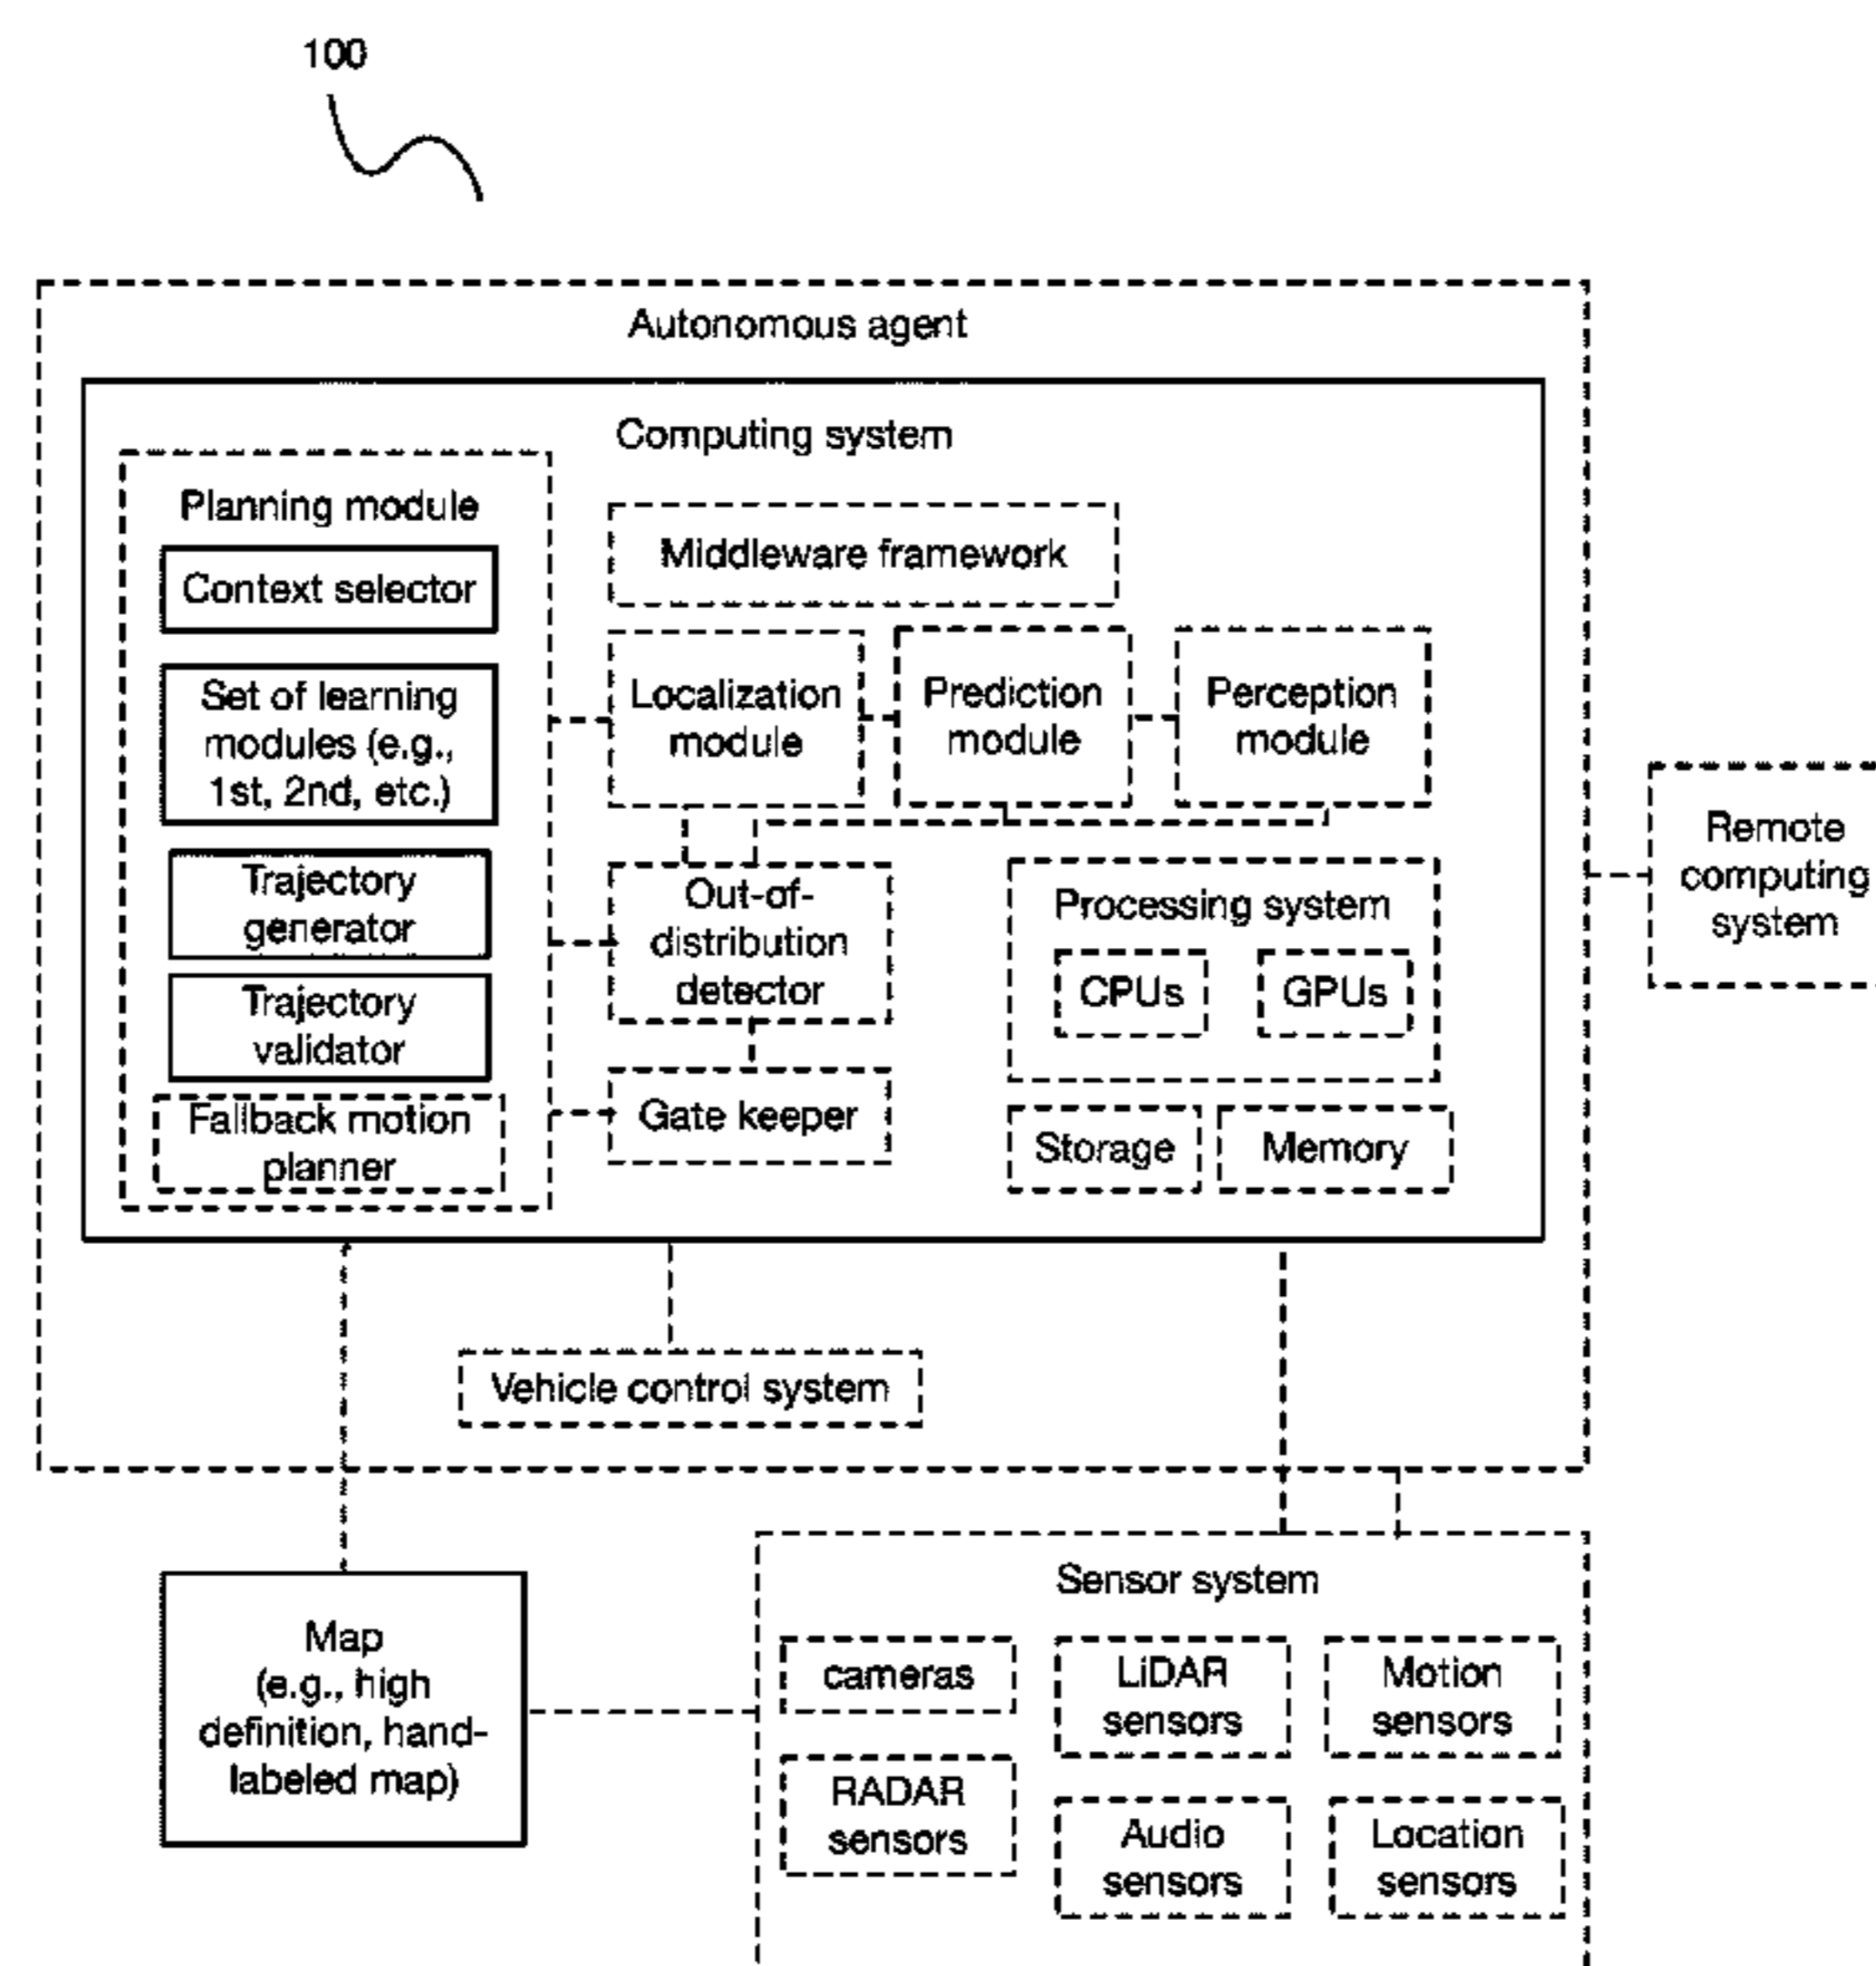 100
Autonomous agent
Computing system
Planning module
Context selector
Set of learning
modules (e.g.,
1st, 2nd, etc.)
Trajectory
generator
Trajectory
validator
Fallback motion
planner
Middleware framework
Localization
module
Prediction
module
Perception
module
Out-of-
distribution
detector
Gate keeper
Processing system
CPUs
GPUs
Storage
Memory
Remote
computing
system
Vehicle control system
Map
(e.g., high
definition, hand-
labeled map)
Sensor system
cameras
LiDAR
sensors
Motion
sensors
RADAR
sensors
Audio
sensors
Location
sensors